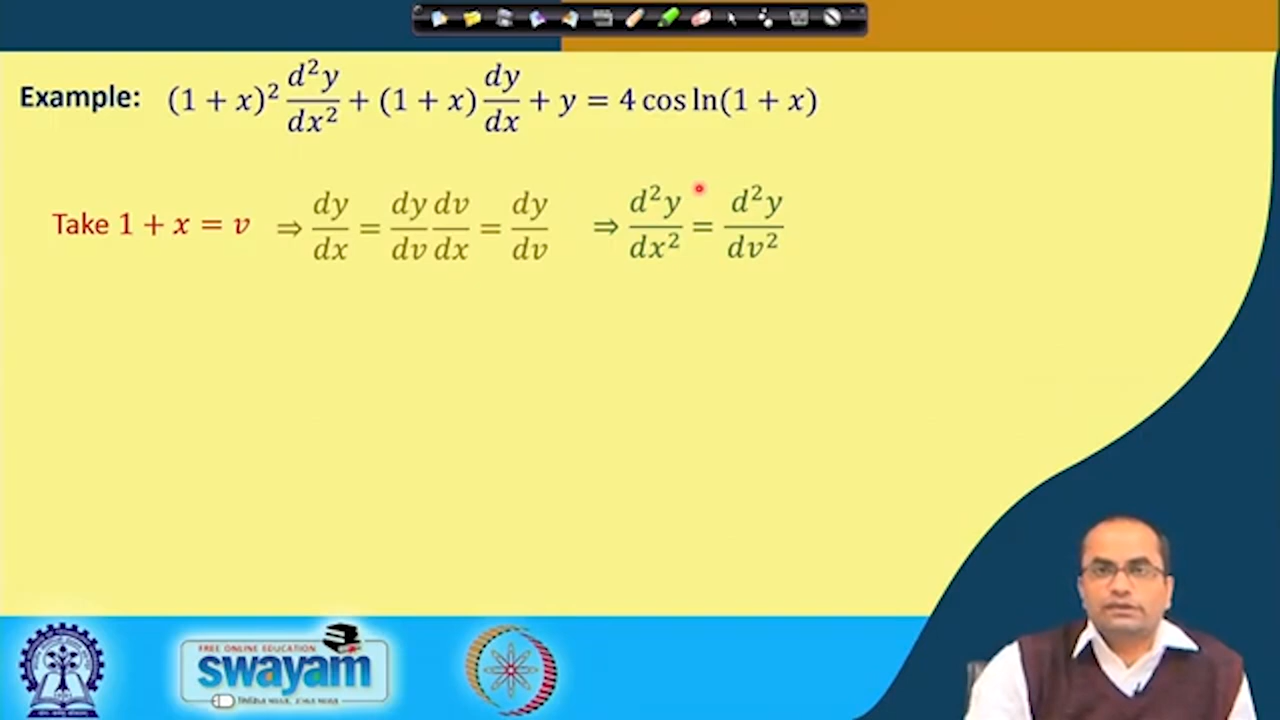 Example: (1 + x)² d²y/dx² + (1 + x) dy/dx + y = 4 cos ln(1 + x)
Take 1 + x = v ⇒ dy/dx = dy/dv dv/dx = dy/dv ⇒ d²y/dx² = d²y/dv²
FREE ONLINE EDUCATION
swayam